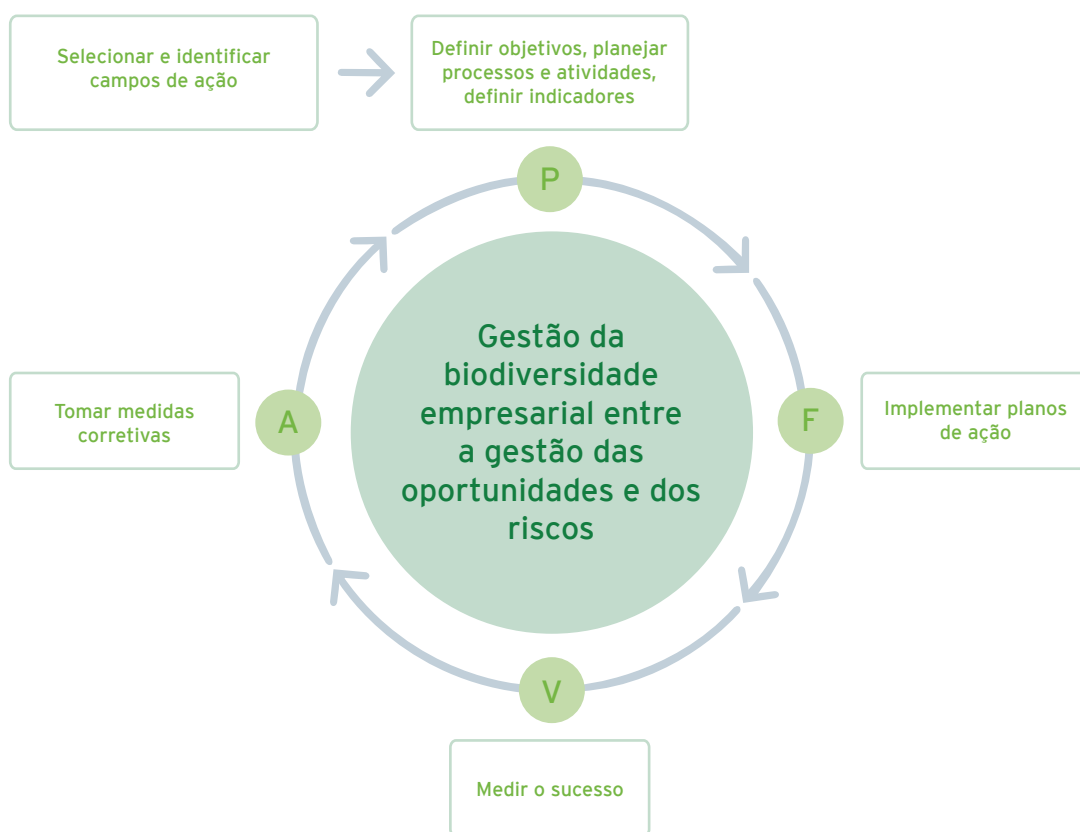 Selecionar e identificar
campos de ação
Definir objetivos, planejar
processos e atividades,
definir indicadores
P
Gestão da
biodiversidade
empresarial entre
a gestão das
oportunidades e dos
riscos
Tomar medidas
corretivas
A
F
Implementar planos
de ação
V
Medir o sucesso